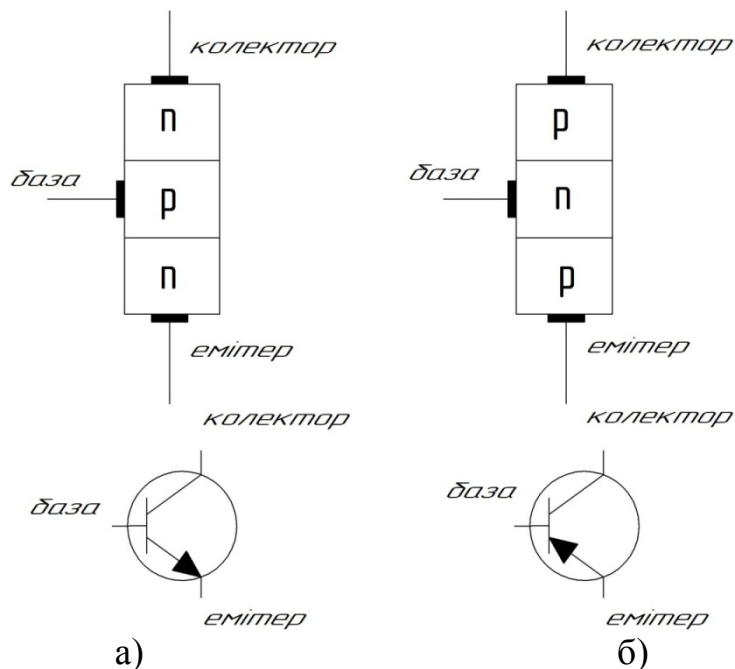 колектор
n
база
p
n
емітер
колектор
база
емітер
а)
колектор
p
база
n
p
емітер
колектор
база
емітер
б)